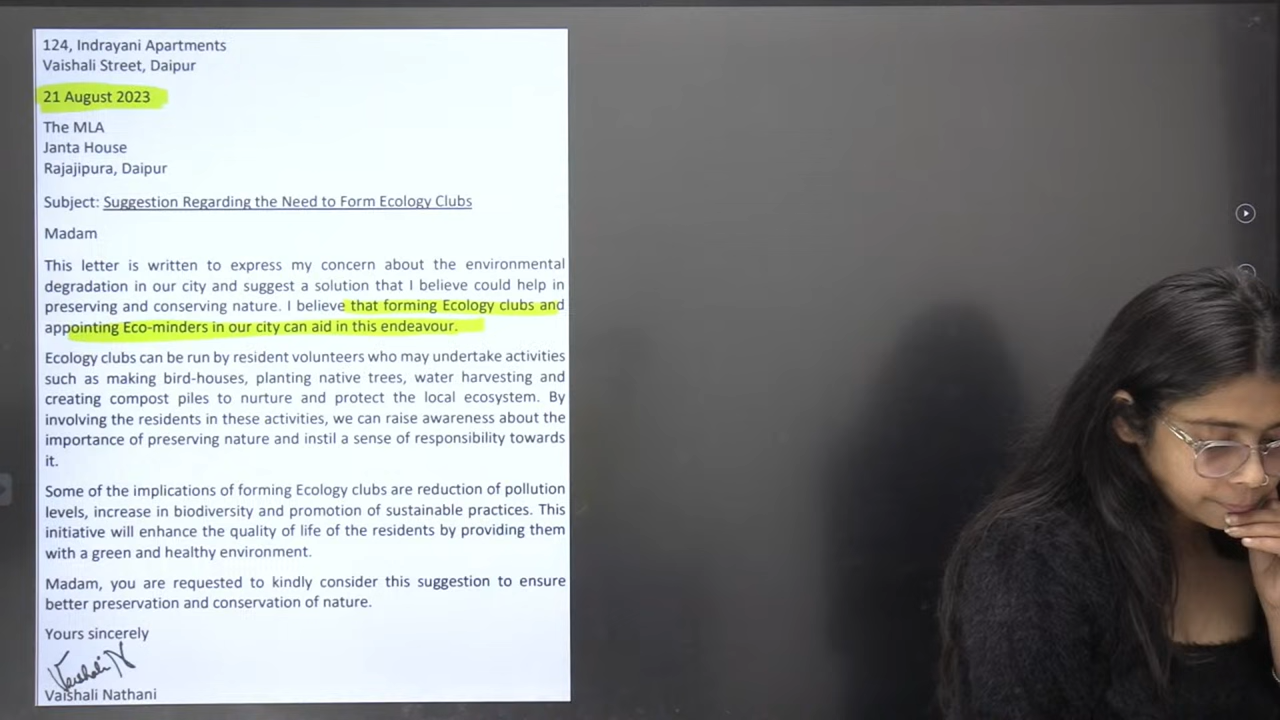 124, Indrayani Apartments
Vaishali Street, Daipur
21 August 2023
The MLA
Janta House
Rajajipura, Daipur
Subject: Suggestion Regarding the Need to Form Ecology Clubs
Madam
This letter is written to express my concern about the environmental
degradation in our city and suggest a solution that I believe could help in
preserving and conserving nature. I believe that forming Ecology clubs and
appointing Eco-minders in our city can aid in this endeavour.
Ecology clubs can be run by resident volunteers who may undertake activities
such as making bird-houses, planting native trees, water harvesting and
creating compost piles to nurture and protect the local ecosystem. By
involving the residents in these activities, we can raise awareness about the
importance of preserving nature and instil a sense of responsibility towards
it.
Some of the implications of forming Ecology clubs are reduction of pollution
levels, increase in biodiversity and promotion of sustainable practices. This
initiative will enhance the quality of life of the residents by providing them
with a green and healthy environment.
Madam, you are requested to kindly consider this suggestion to ensure
better preservation and conservation of nature.
Yours sincerely
Vaishali N
Vaishali Nathani